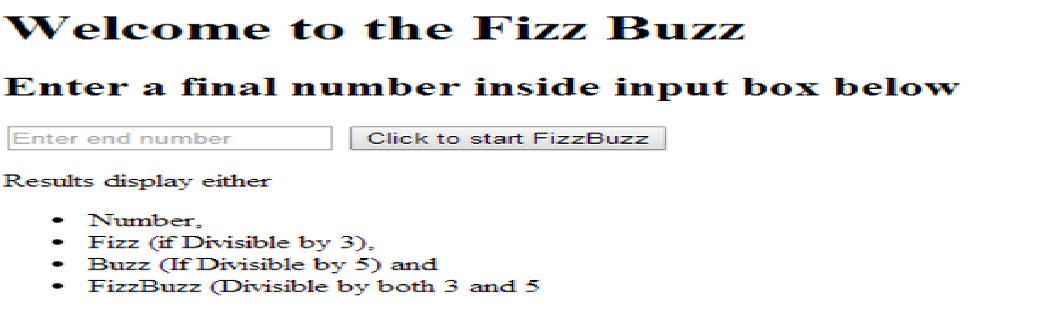 Welcome to the Fizz Buzz
Enter a final number inside input box below
Enter end number
Click to start FizzBuzz
Results display either
• Number,
• Fizz (if Divisible by 3),
• Buzz (If Divisible by 5) and
• FizzBuzz (Divisible by both 3 and 5